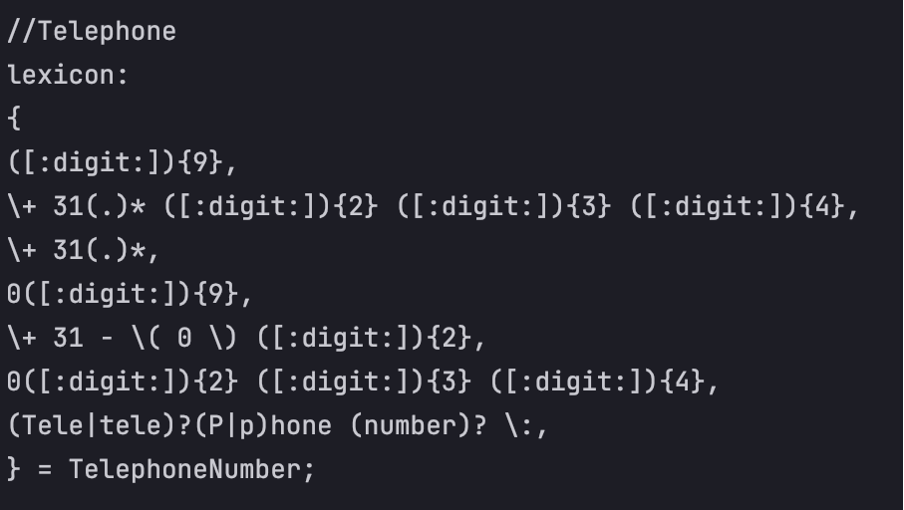 //Telephone
lexicon:
{
([:digit:]){9},
\+ 31(.)* ([:digit:]){2} ([:digit:]){3} ([:digit:]){4},
\+ 31(.)*,
0([:digit:]){9},
\+ 31 - \( 0 \) ([:digit:]){2},
0([:digit:]){2} ([:digit:]){3} ([:digit:]){4},
(Tele|tele)?(P|p)hone (number)? \:,
} = TelephoneNumber;